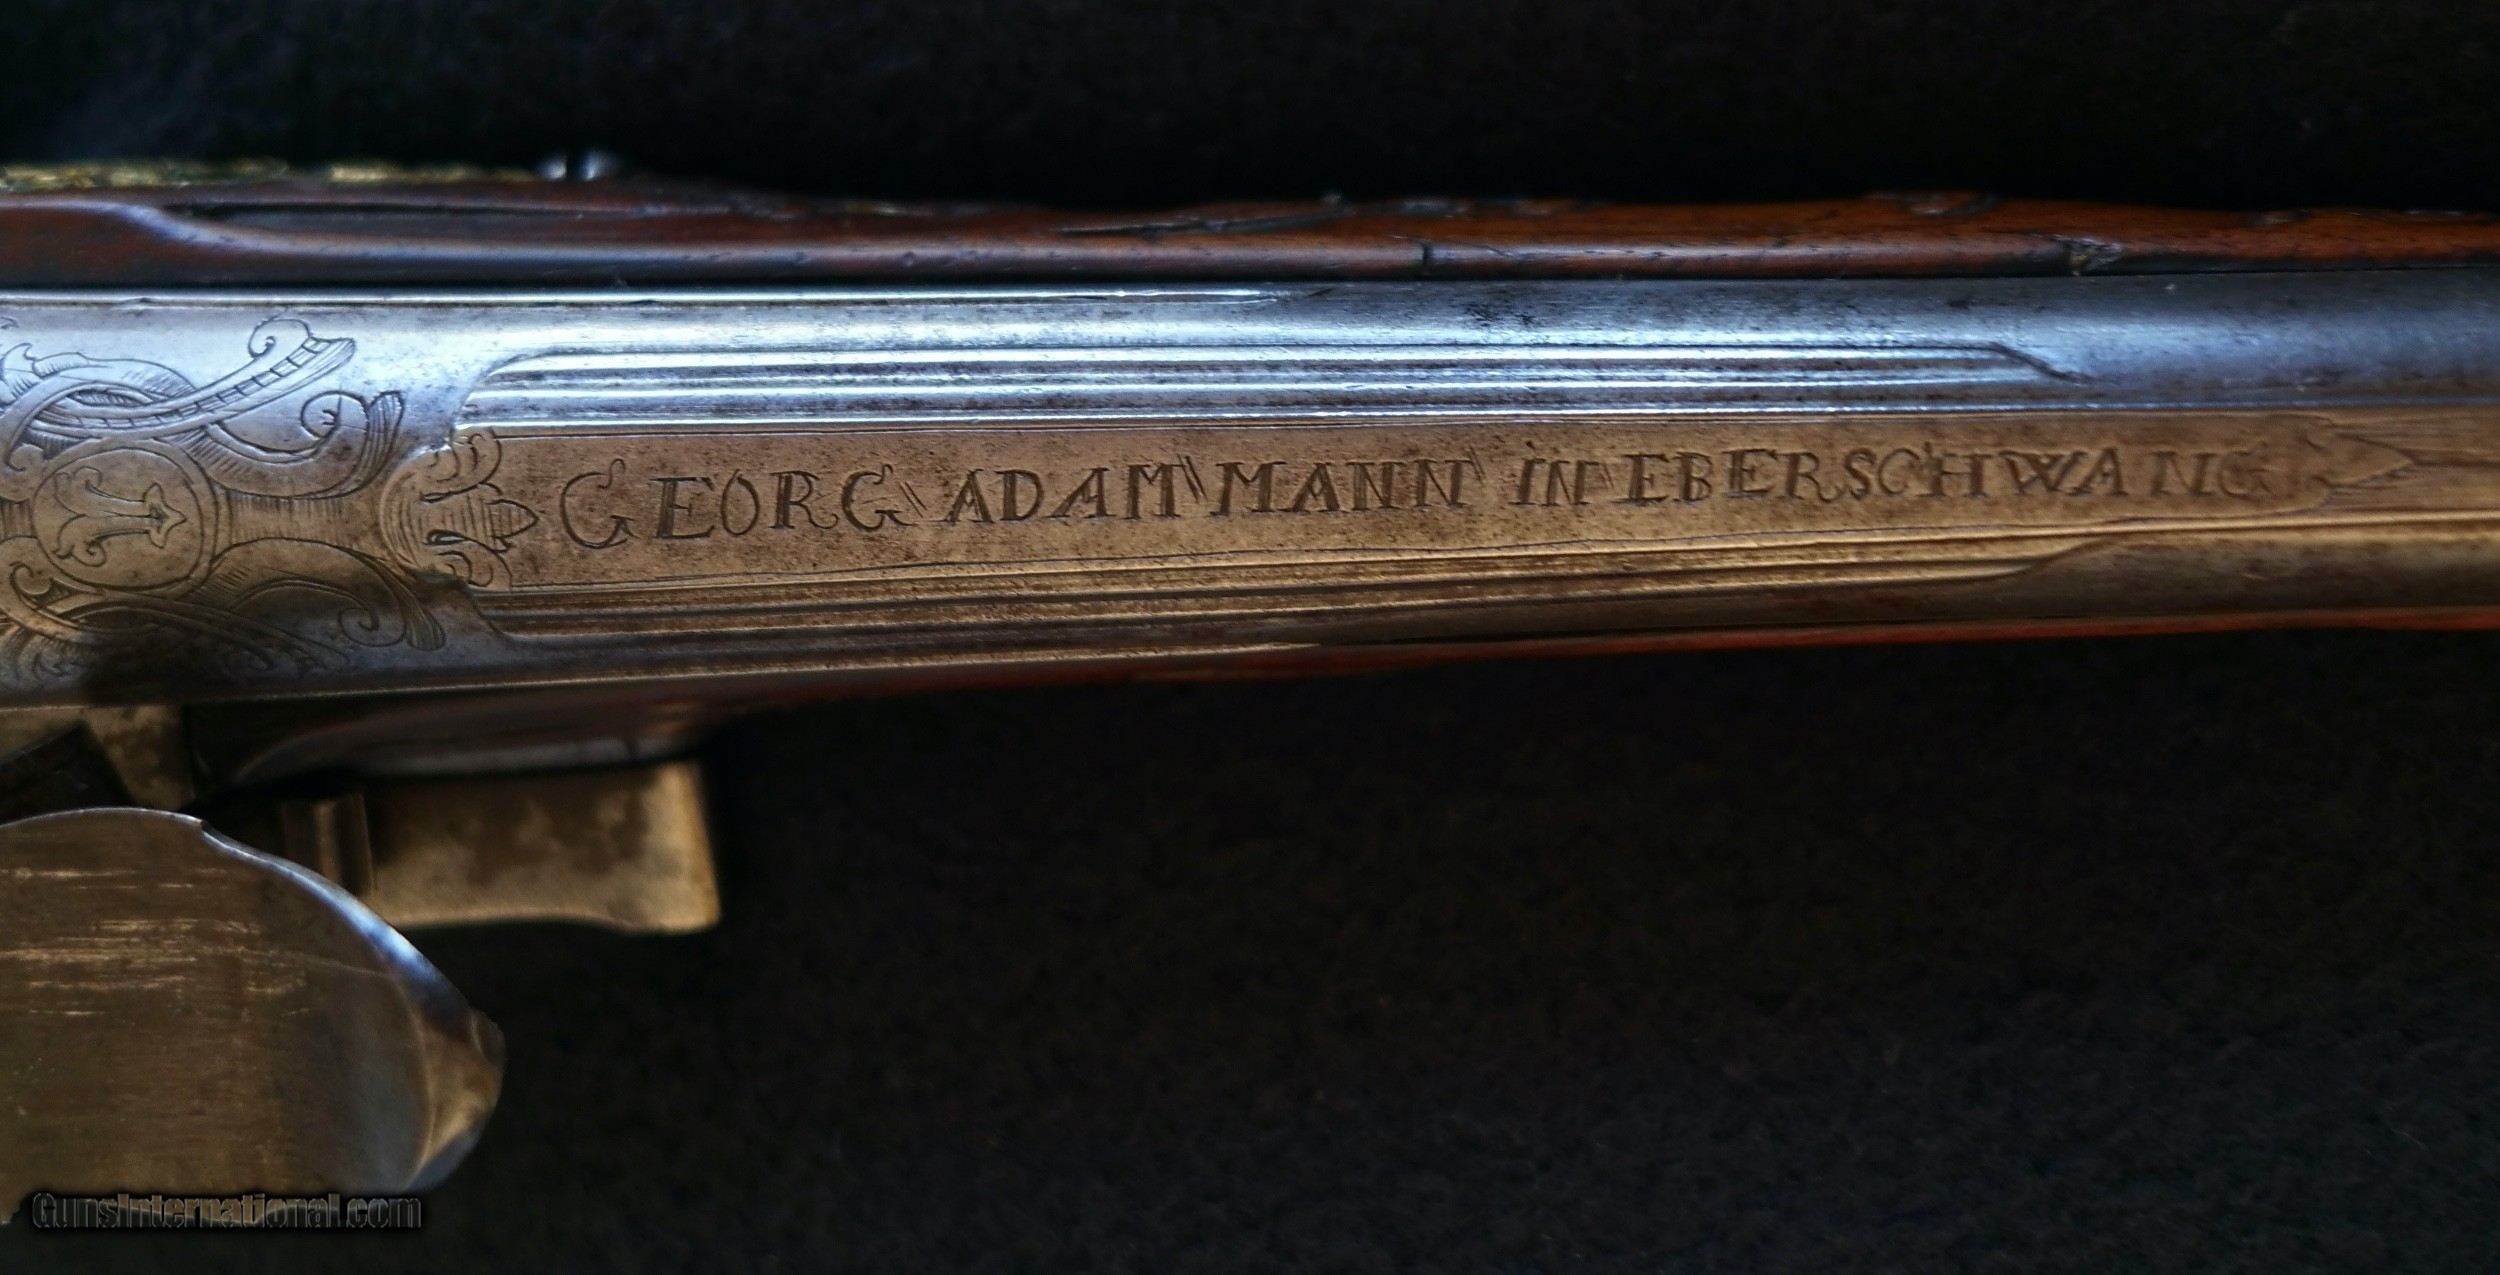 GEORG\\ADAM\\MANN\\IN\\EBERSCHWANG
GunsInternational.com